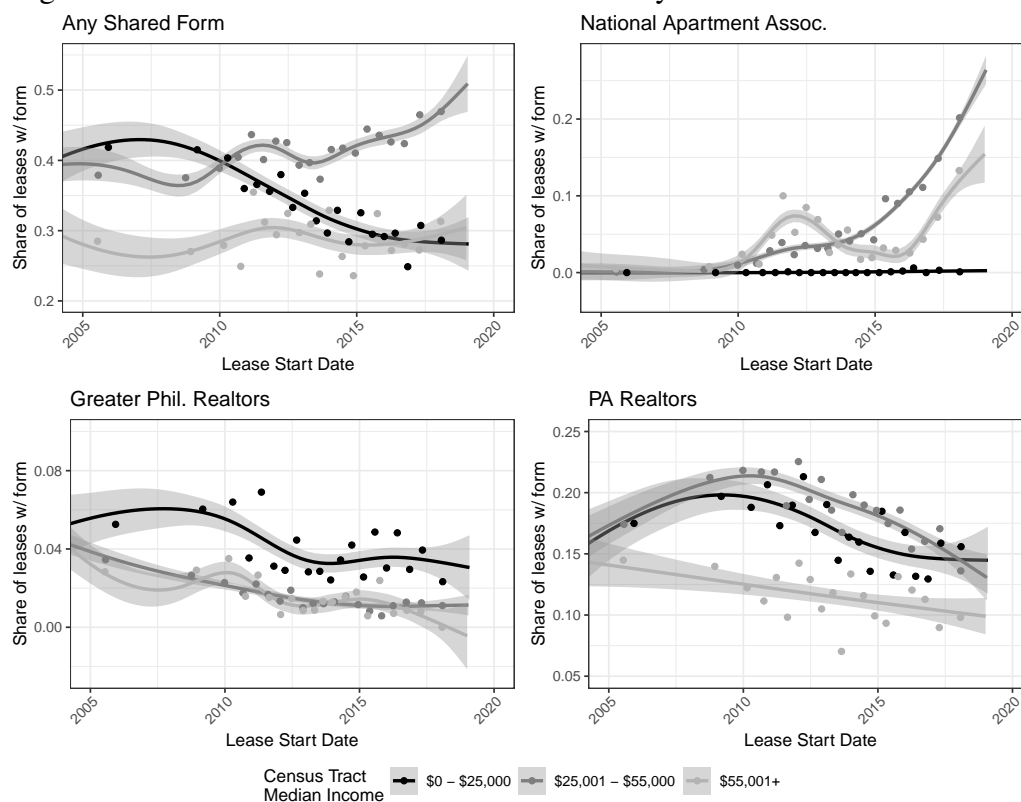 Any Shared Form
National Apartment Assoc.
Share of leases w/ form
0.5
0.4
0.3
0.2
2005
2010
2015
2020
Lease Start Date
Share of leases w/ form
0.2
0.1
0.0
2005
2010
2015
2020
Lease Start Date
Greater Phil. Realtors
PA Realtors
Share of leases w/ form
0.08
0.04
0.00
2005
2010
2015
2020
Lease Start Date
Share of leases w/ form
0.25
0.20
0.15
0.10
0.05
2005
2010
2015
2020
Lease Start Date
Census Tract
Median Income
$0 − $25,000
$25,001 − $55,000
$55,001+